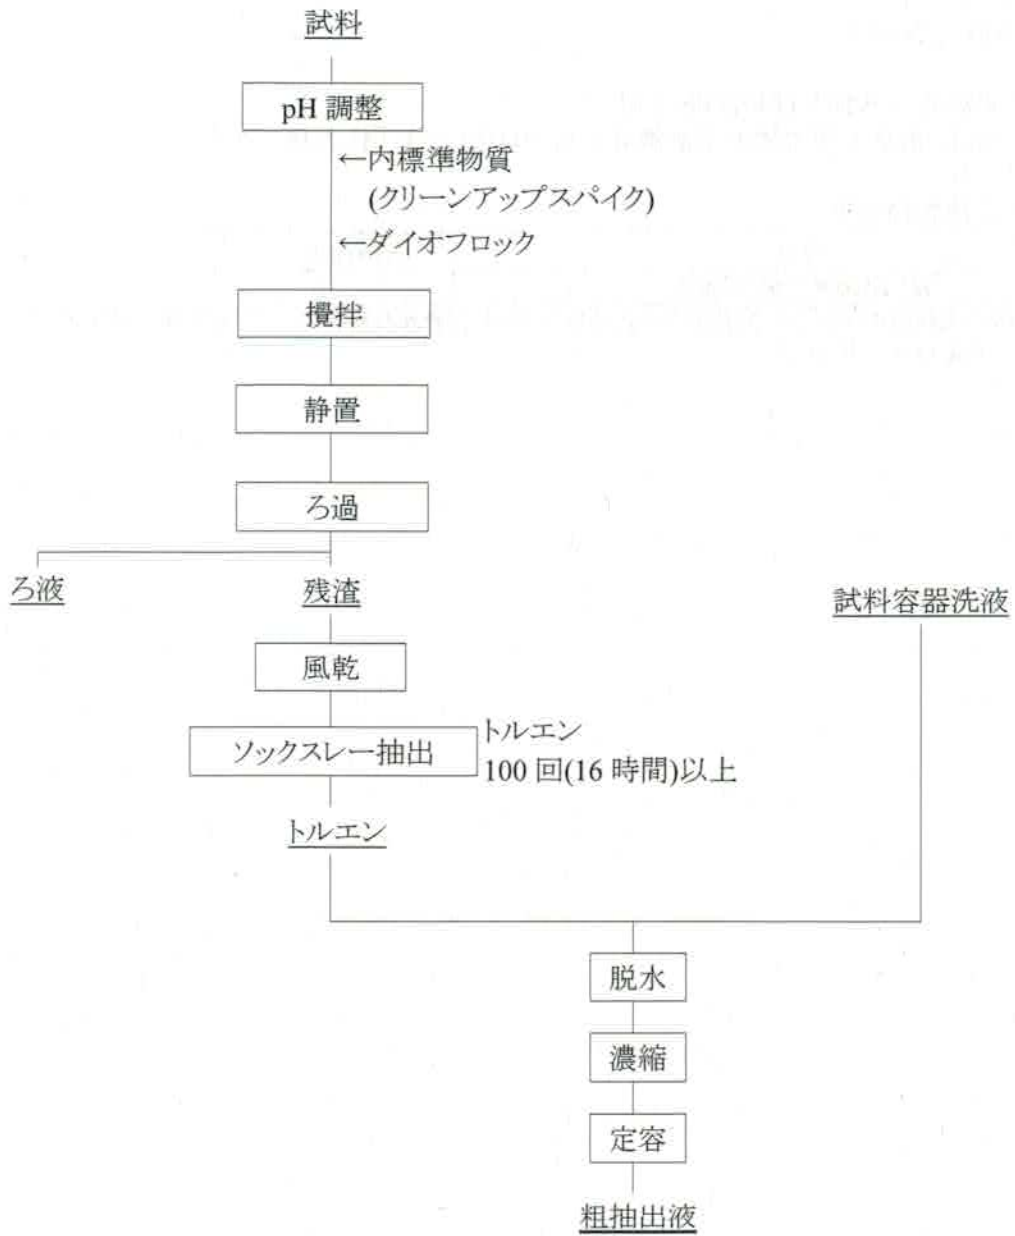 試料
pH 調整
←内標準物質
(クリーンアップスパイク)
←ダイオフロック
攪拌
静置
ろ過
ろ液
残渣
試料容器洗液
風乾
ソックスレー抽出
トルエン
100 回(16 時間)以上
トルエン
脱水
濃縮
定容
粗抽出液